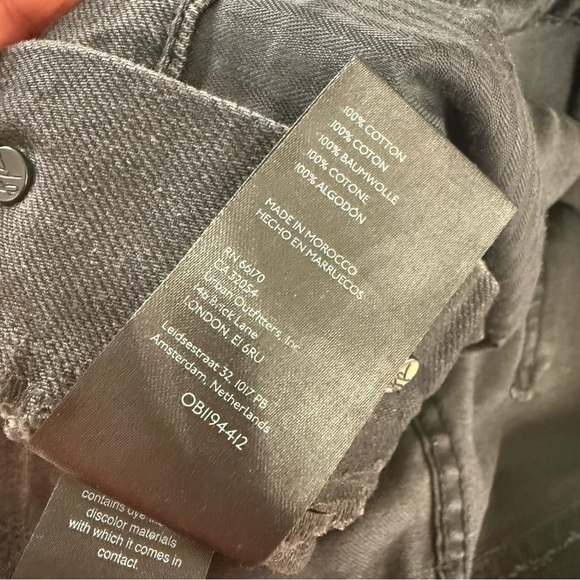 100% COTTON
100% COTON
100% BAUMWOLLE
100% COTONE
100% ALGODÓN
MADE IN MOROCCO
HECHO EN MARRUECOS
RN 66170
CA 32054
Urban Outfitters, Inc
146 Brick Lane
LONDON, E1 6RU
Leidsestraat 32, 1017 PB
Amsterdam, Netherlands
OB1194412
contains dye
discolor materials
with which it comes in
contact.